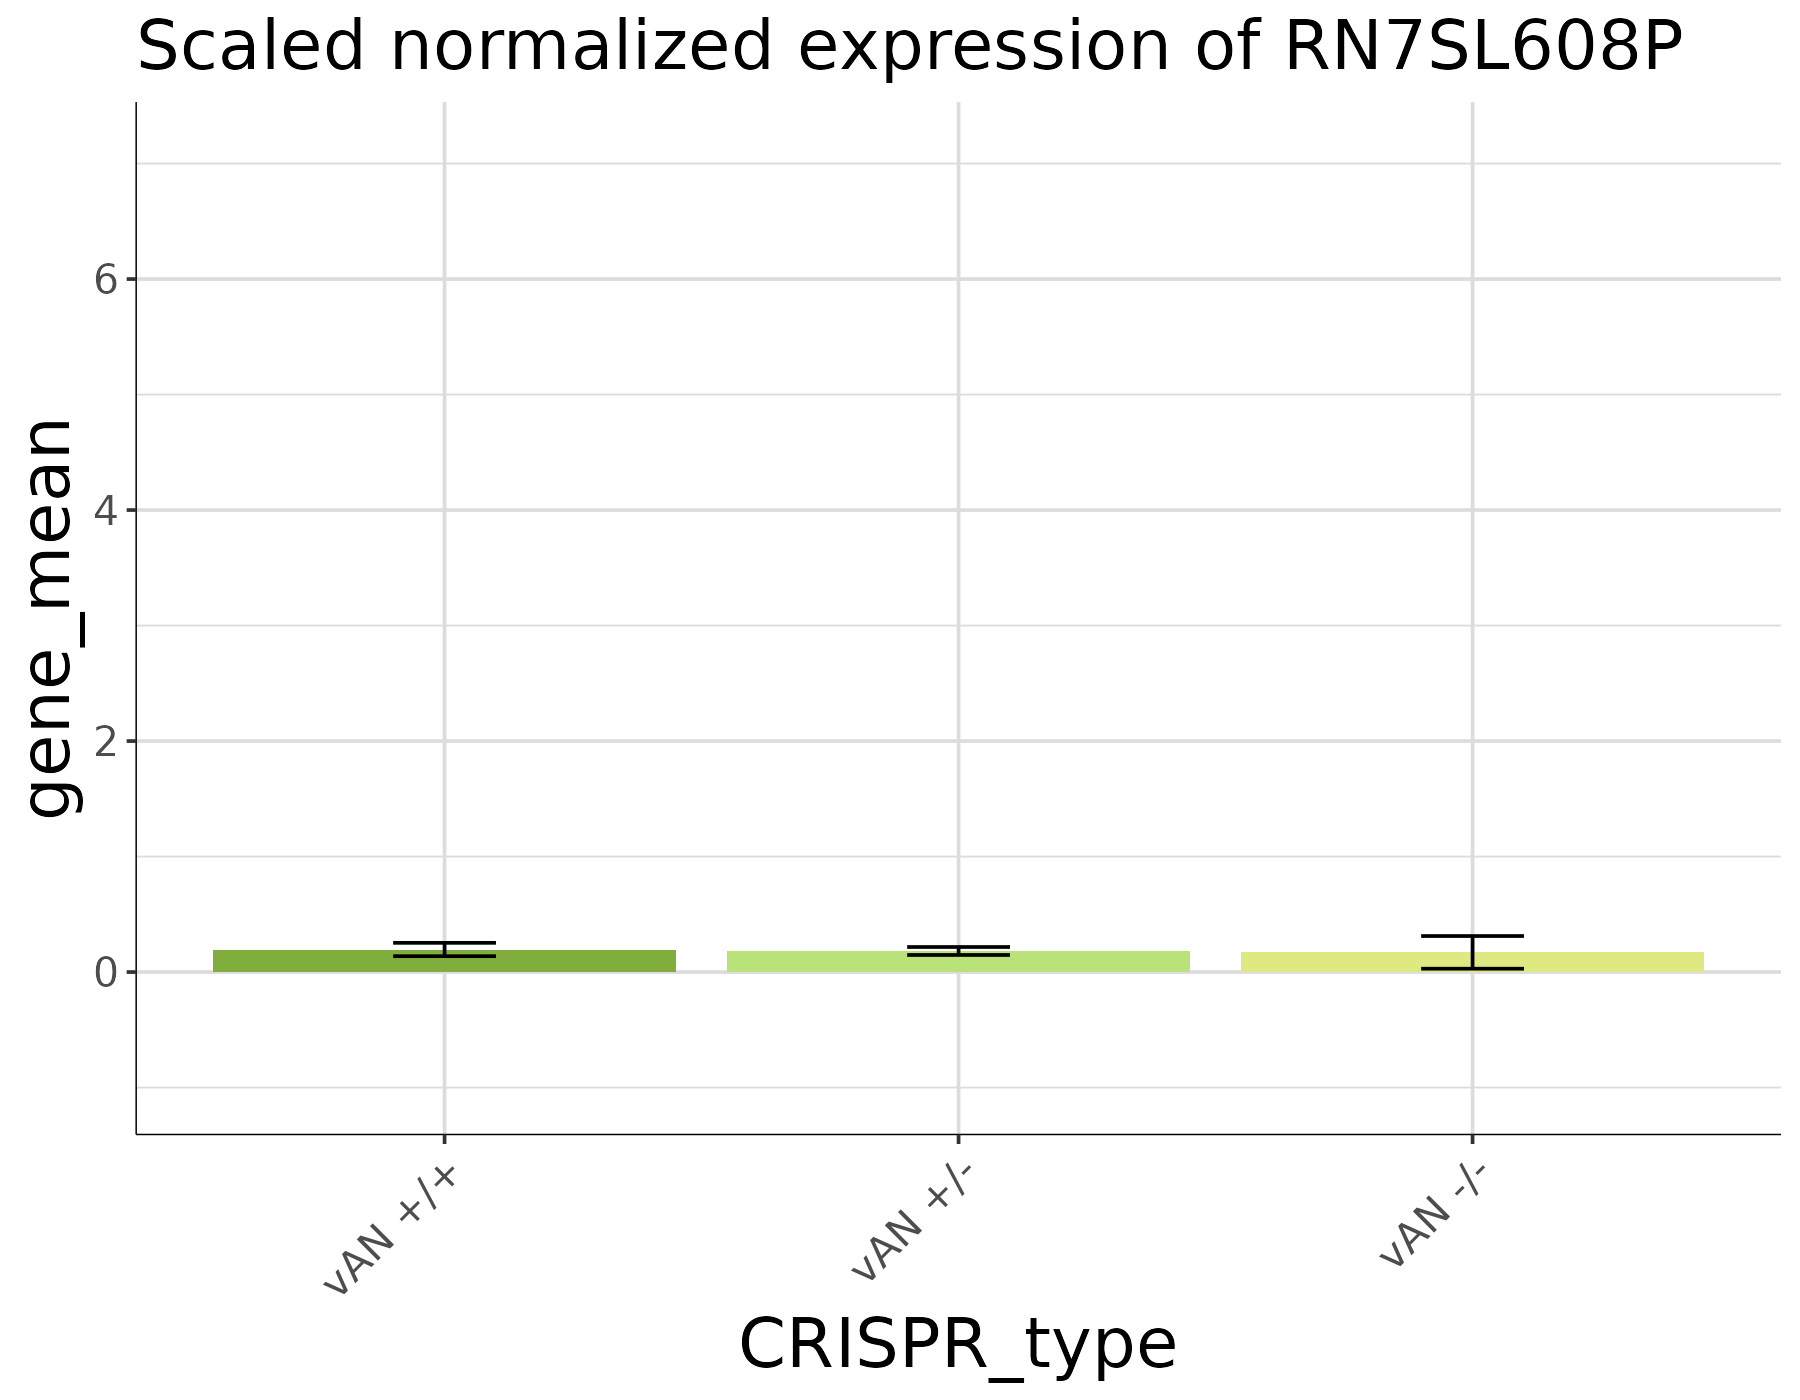 Scaled normalized expression of RN7SL608P
gene_mean
6
4
2
0
vAN +/+
vAN +/-
vAN -/-
CRISPR_type